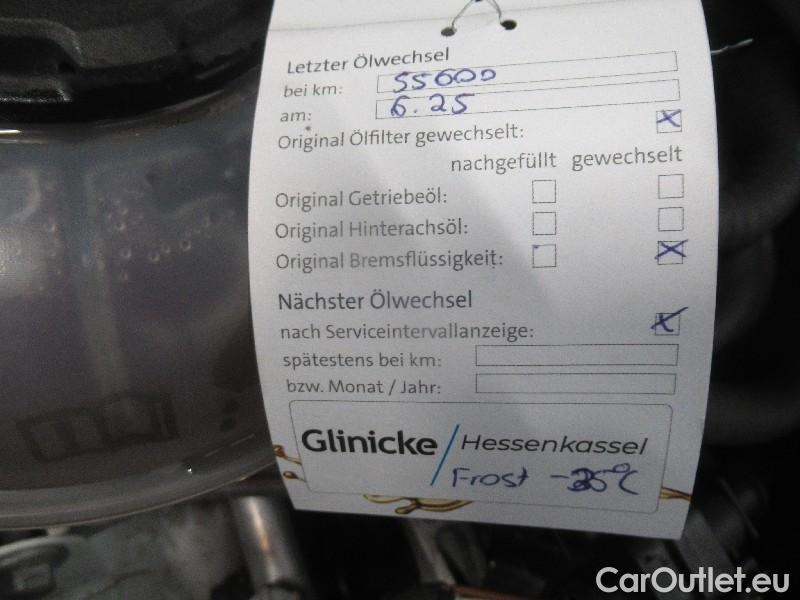 Letzter Ölwechsel
bei km: 55600
am: 6.25
Original Ölfilter gewechselt: X
nachgefüllt gewechselt
Original Getriebeöl:
Original Hinterachsöl:
Original Bremsflüssigkeit: X
Nächster Ölwechsel
nach Serviceintervallanzeige: X
spätestens bei km:
bzw. Monat / Jahr:
Glinicke / Hessenkassel
Frost -25°C
CarOutlet.eu